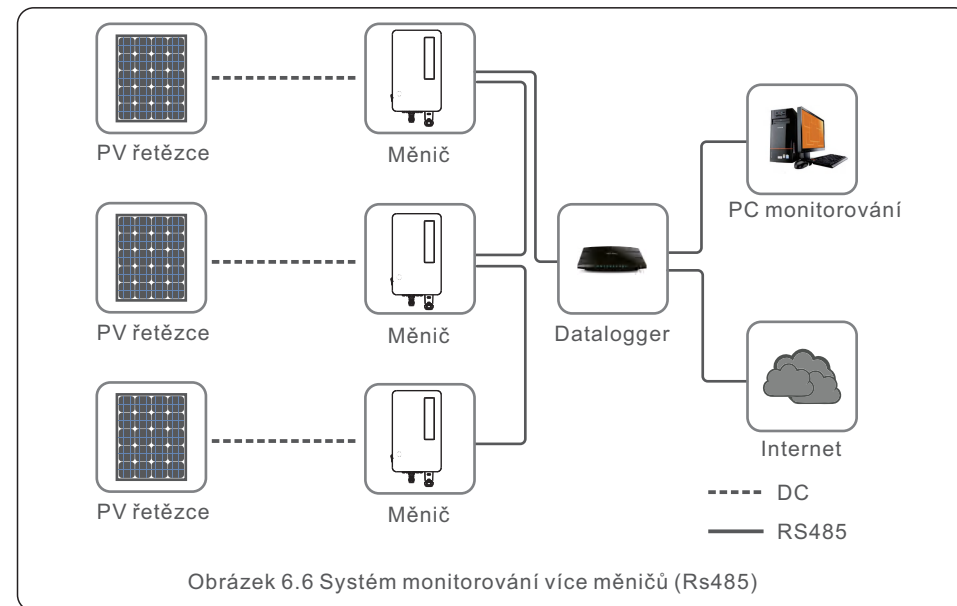 PV řetězce
Měnič
PC monitorování
PV řetězce
Měnič
Datalogger
Internet
PV řetězce
Měnič
DC
RS485
Obrázek 6.6 Systém monitorování více měničů (Rs485)